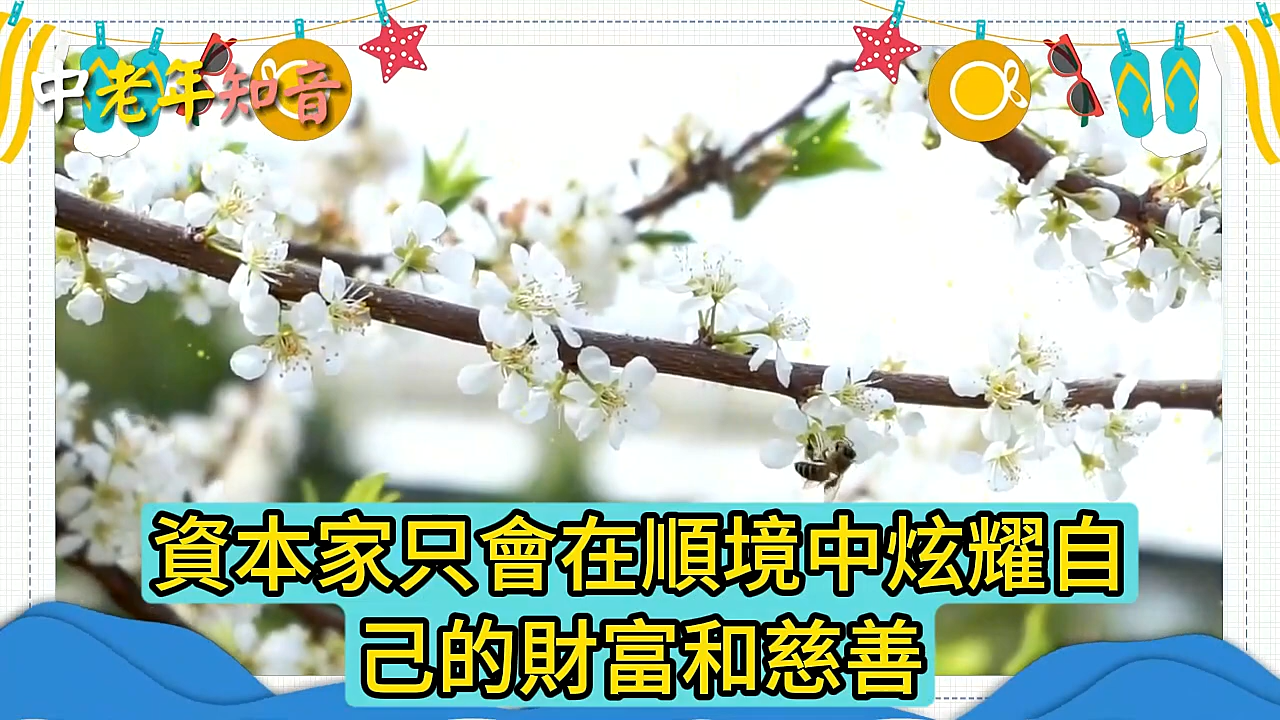 中老年知音
資本家只會在順境中炫耀自
己的財富和慈善